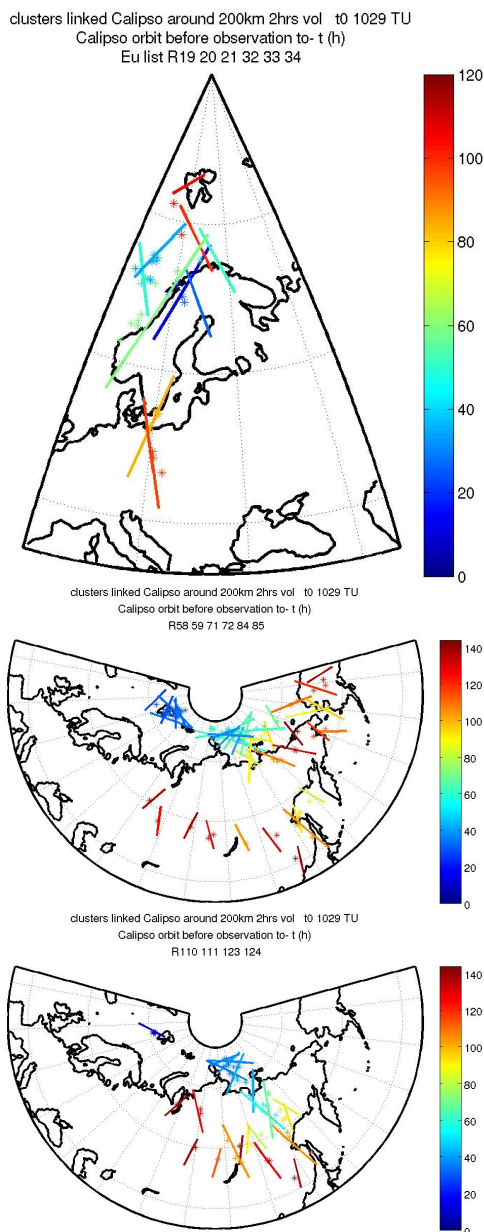 clusters linked Calipso around 200km 2hrs vol t0 1029 TU
Calipso orbit before observation to- t (h)
Eu list R19 20 21 32 33 34
120
100
80
60
40
20
0
clusters linked Calipso around 200km 2hrs vol t0 1029 TU
Calipso orbit before observation to- t (h)
R58 59 71 72 84 85
140
120
100
80
60
40
20
0
clusters linked Calipso around 200km 2hrs vol t0 1029 TU
Calipso orbit before observation to- t (h)
R110 111 123 124
140
120
100
80
60
40
20
0